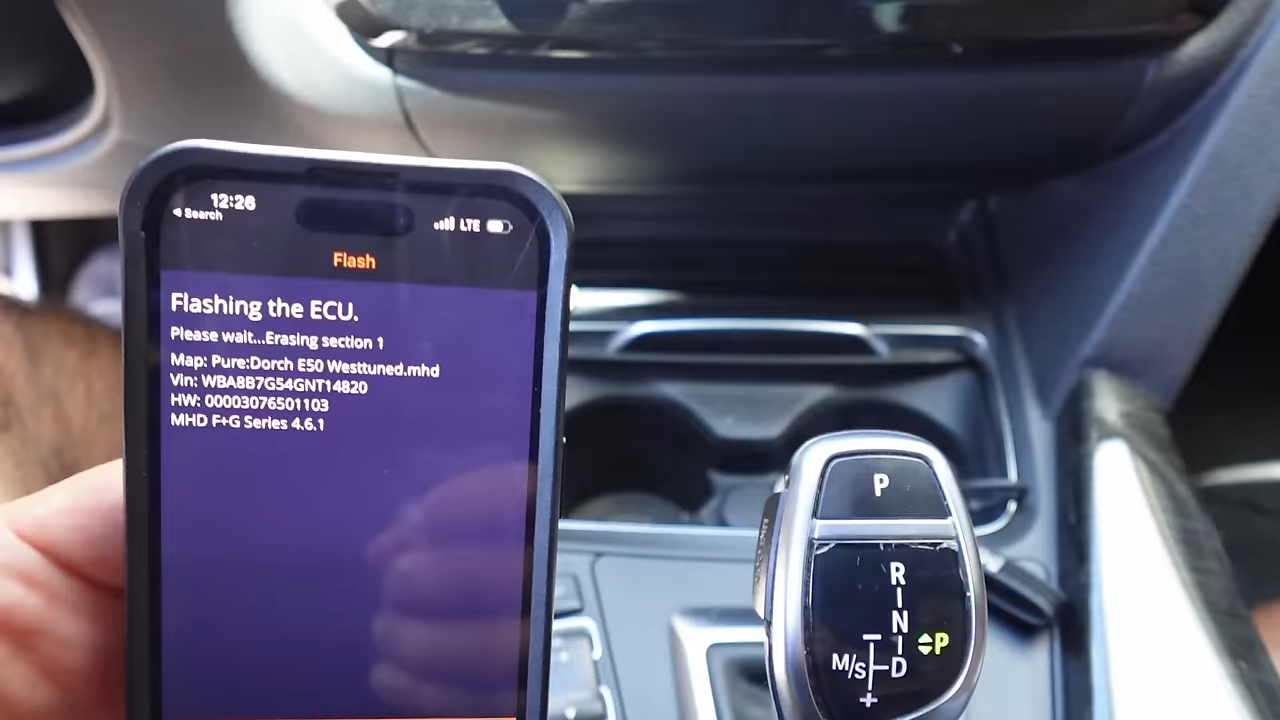 12:26
◀ Search
LTE
Flash
Flashing the ECU.
Please wait...Erasing section 1
Map: Pure:Dorch E50 Westtuned.mhd
Vin: WBA8B7G54GNT14820
HW: 00003076501103
MHD F+G Series 4.6.1
P
R
N
P
M/S
D
+